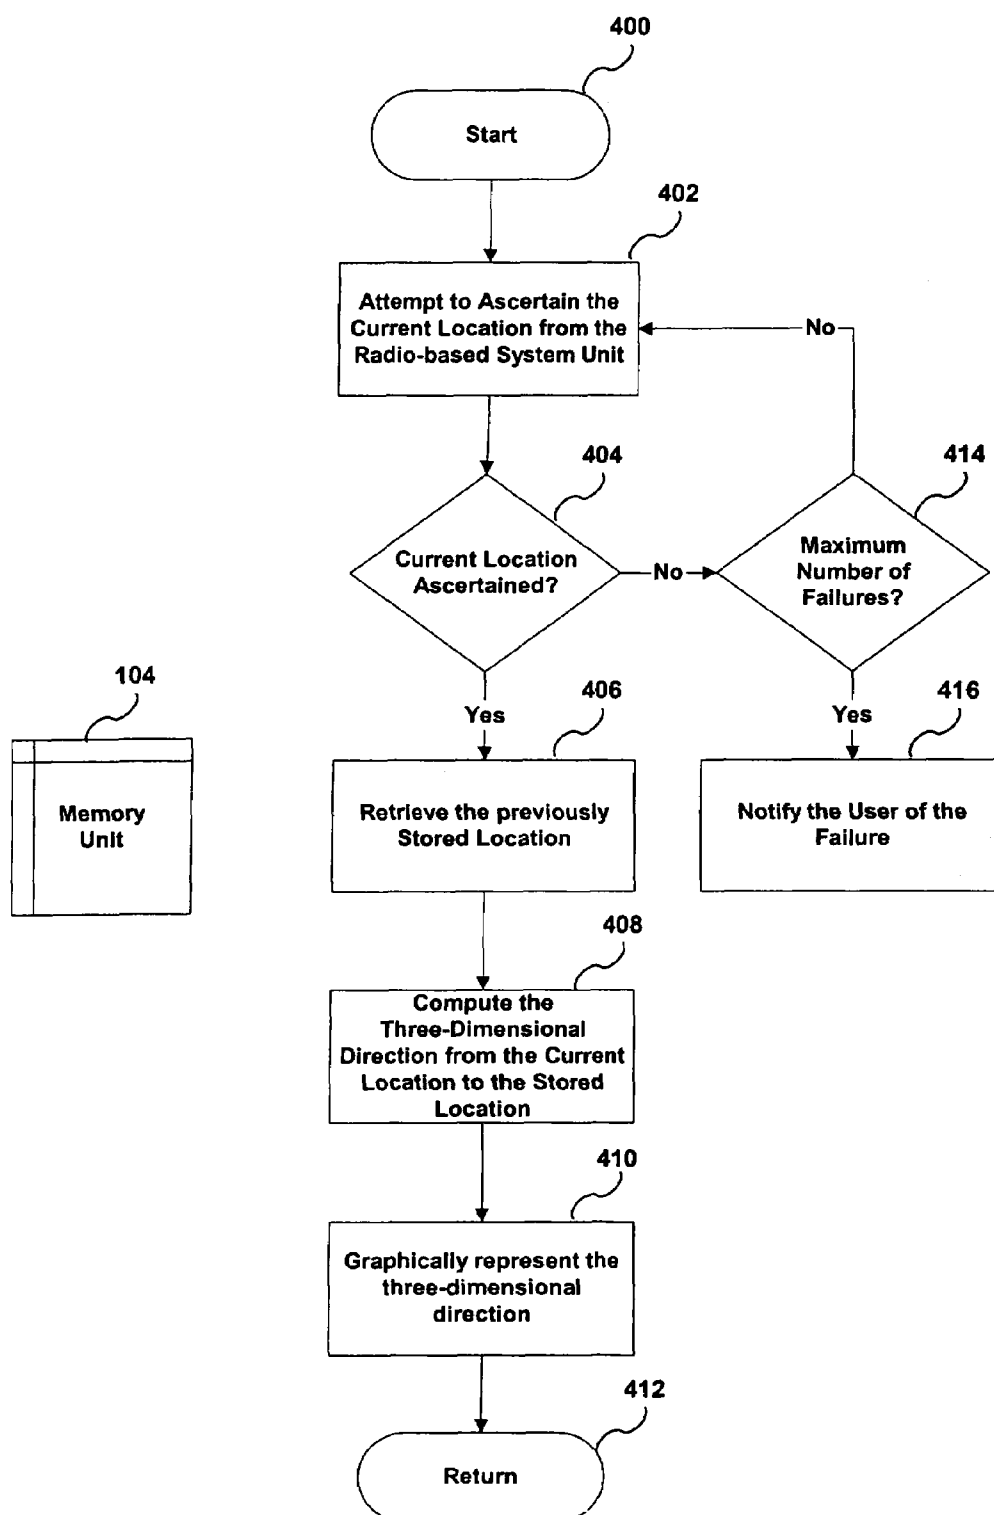 400
Start
402
Attempt to Ascertain the
Current Location from the
Radio-based System Unit
No
404
414
Current Location
Ascertained?
No
Maximum
Number of
Failures?
104
406
416
Yes
Yes
Memory
Unit
Retrieve the previously
Stored Location
Notify the User of the
Failure
408
Compute the
Three-Dimensional
Direction from the Current
Location to the Stored
Location
410
Graphically represent the
three-dimensional
direction
412
Return